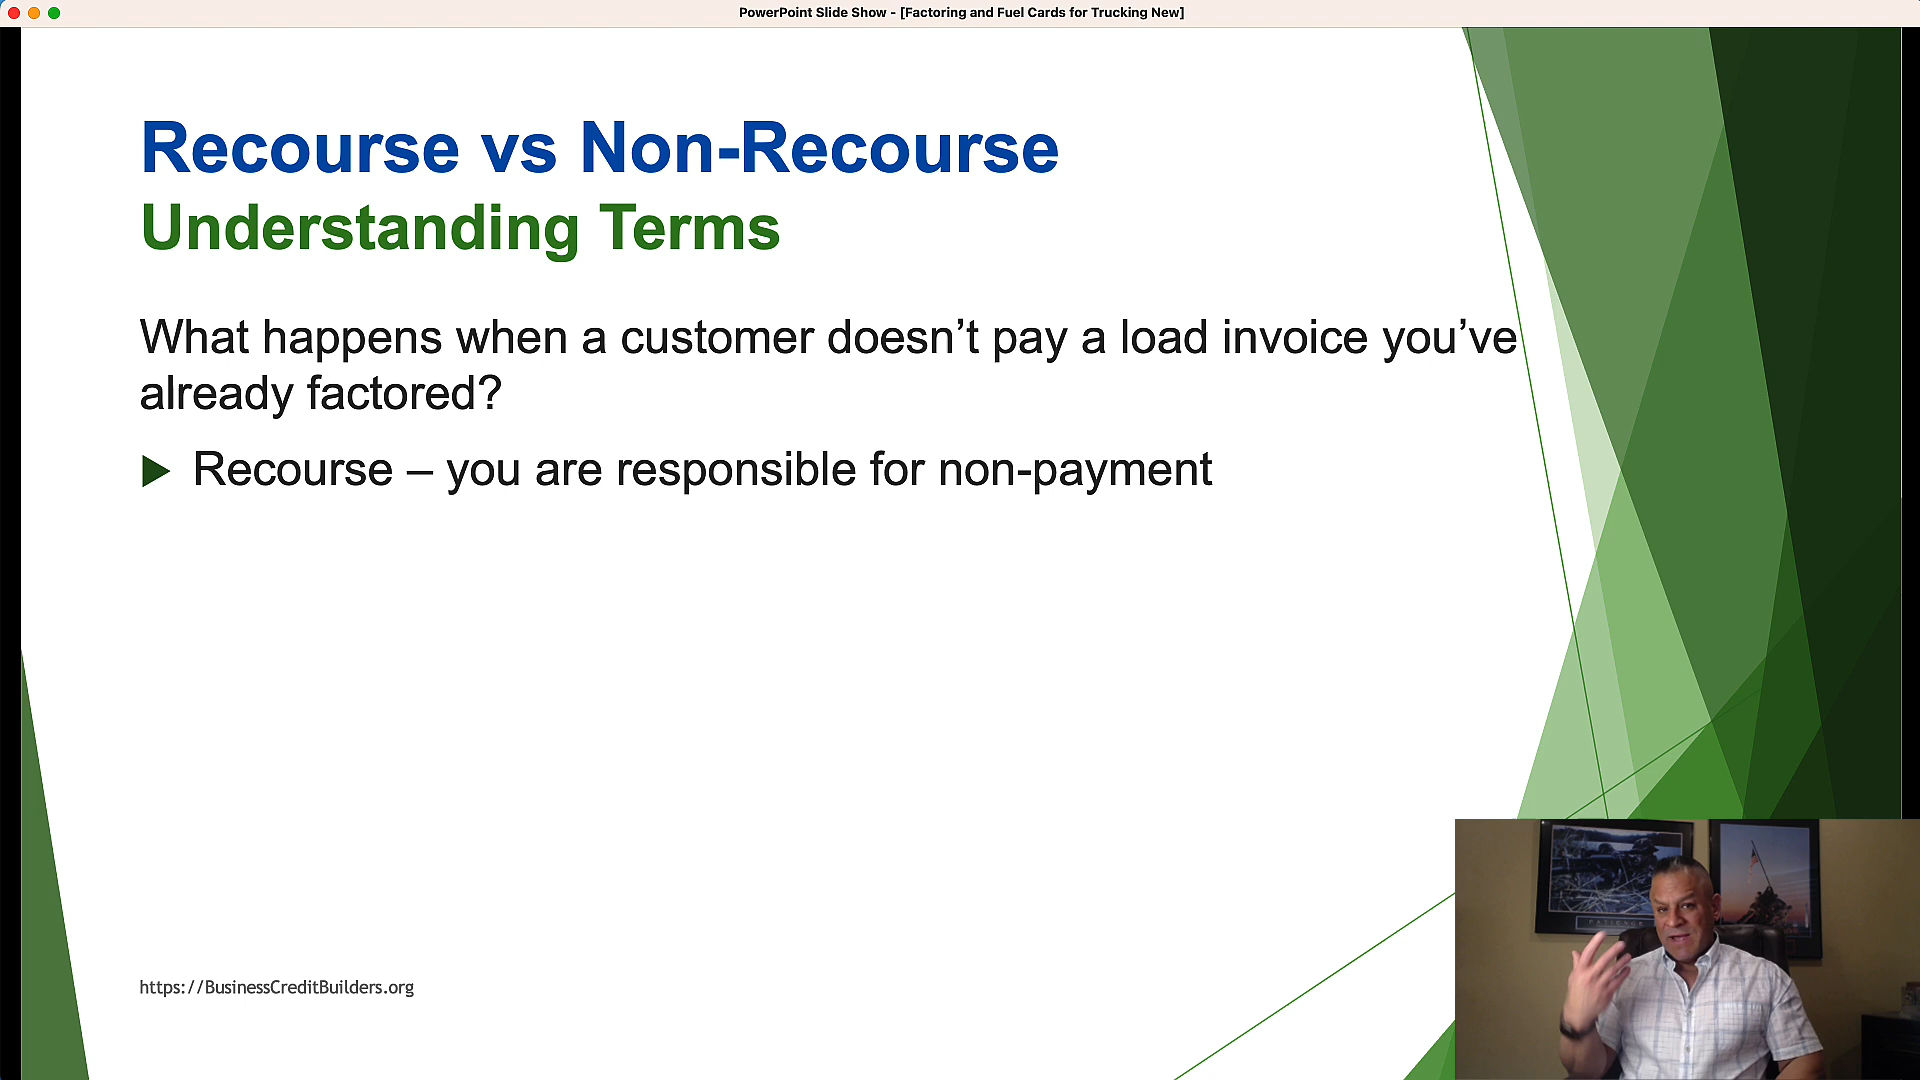 PowerPoint Slide Show - [Factoring and Fuel Cards for Trucking New]
Recourse vs Non-Recourse
Understanding Terms
What happens when a customer doesn’t pay a load invoice you’ve
already factored?
Recourse – you are responsible for non-payment
https://BusinessCreditBuilders.org
PATIENCE